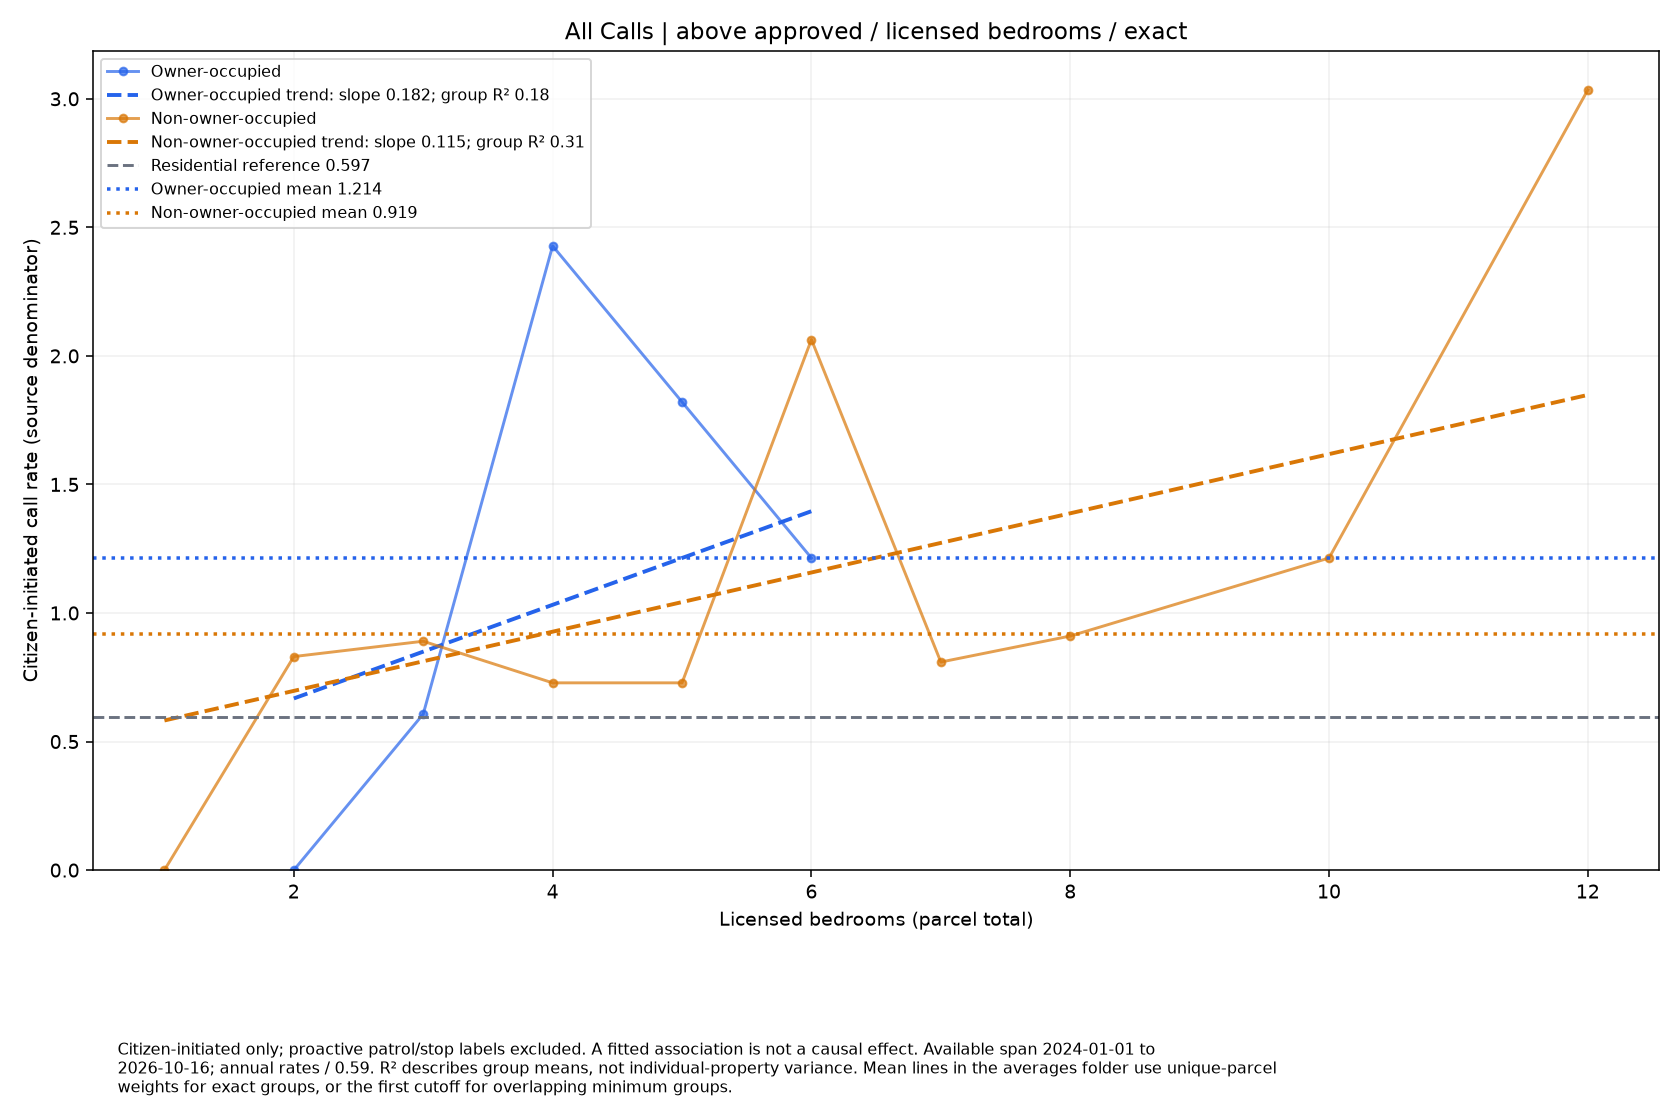 All Calls | above approved / licensed bedrooms / exact
Owner-occupied
Owner-occupied trend: slope 0.182; group R² 0.18
Non-owner-occupied
Non-owner-occupied trend: slope 0.115; group R² 0.31
Residential reference 0.597
Owner-occupied mean 1.214
Non-owner-occupied mean 0.919
Citizen-initiated call rate (source denominator)
3.0
2.5
2.0
1.5
1.0
0.5
0.0
2 4 6 8 10 12
Licensed bedrooms (parcel total)
Citizen-initiated only; proactive patrol/stop labels excluded. A fitted association is not a causal effect. Available span 2024-01-01 to
2026-10-16; annual rates / 0.59. R² describes group means, not individual-property variance. Mean lines in the averages folder use unique-parcel
weights for exact groups, or the first cutoff for overlapping minimum groups.